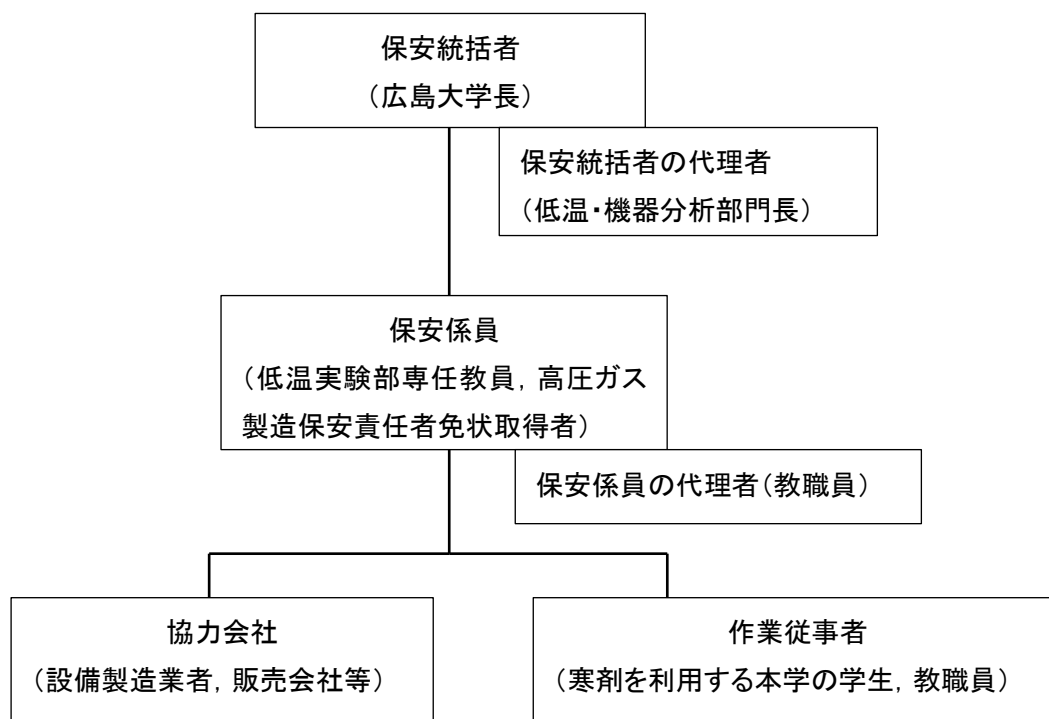 保安統括者
（広島大学長）
保安統括者の代理者
（低温・機器分析部門長）
保安係員
（低温実験部専任教員，高圧ガス
製造保安責任者免状取得者）
保安係員の代理者（教職員）
協力会社
（設備製造業者，販売会社等）
作業従事者
（寒剤を利用する本学の学生，教職員）